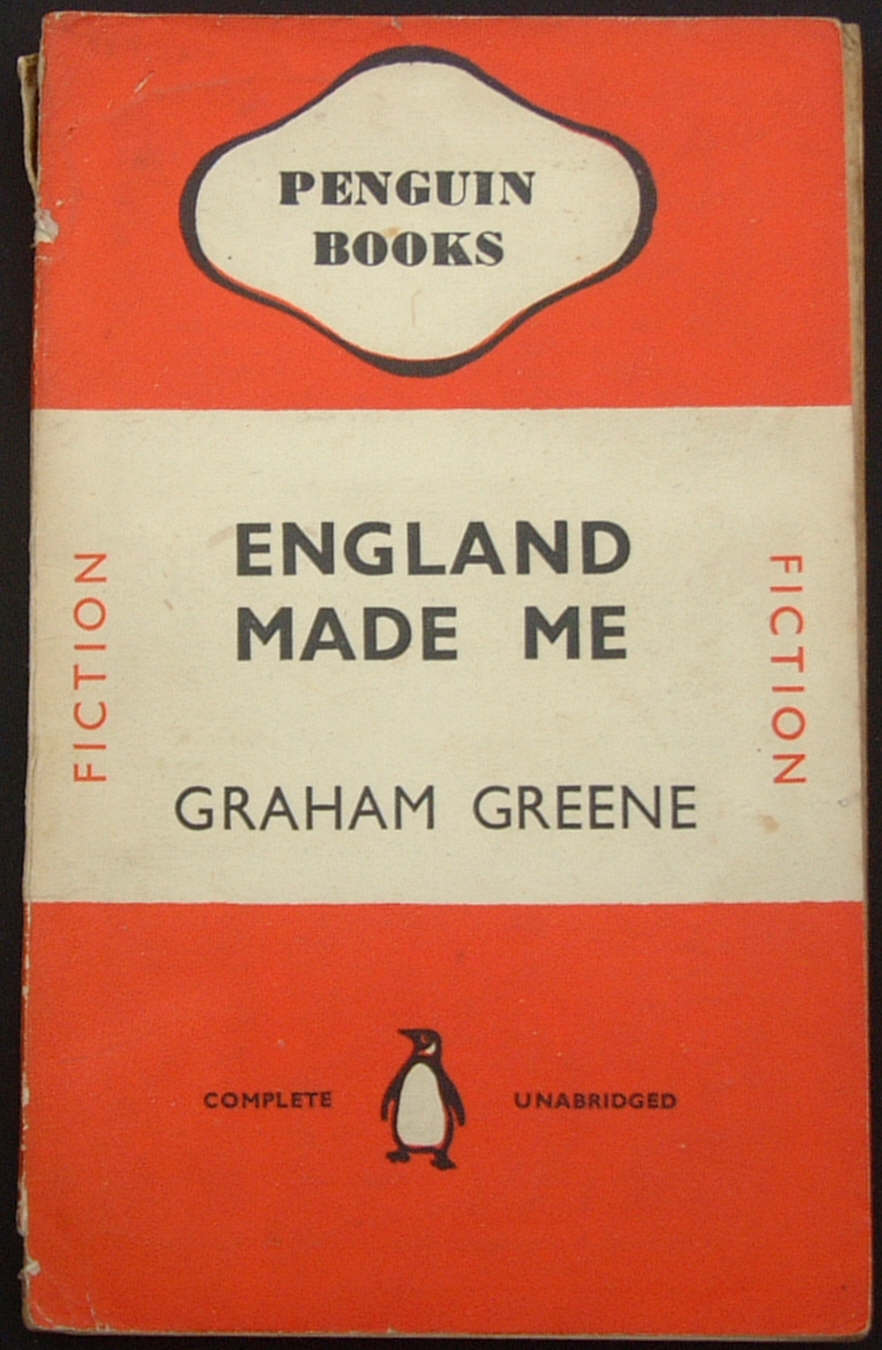 PENGUIN
BOOKS
ENGLAND
MADE ME
FICTION
FICTION
GRAHAM GREENE
COMPLETE
UNABRIDGED